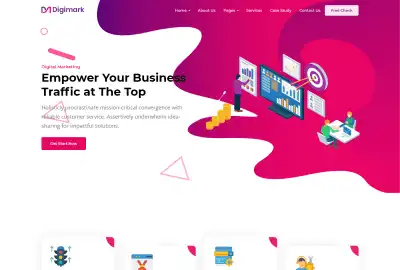 Digimark
Home
About Us
Pages
Services
Case Study
Contact Us
Free Check
Digital Marketing
Empower Your Business
Traffic at The Top
Holisticly procrastinate mission-critical convergence with
reliable customer service. Assertively underwhelm idea-
sharing for impactful solutions.
Get Start Now